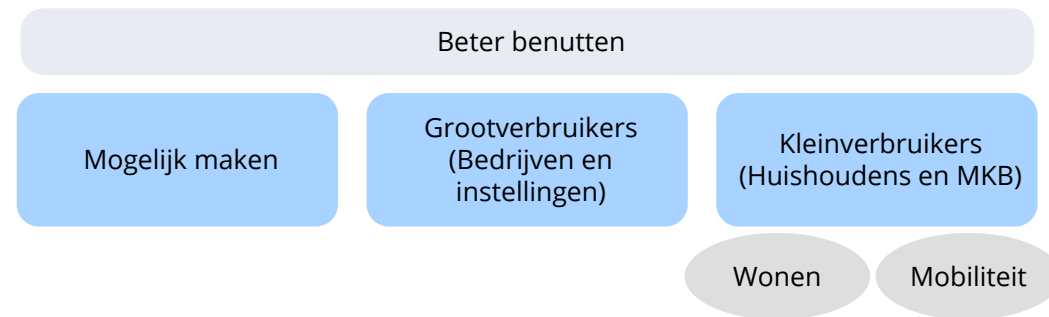 Beter benutten
Mogelijk maken
Grootverbruikers
(Bedrijven en
instellingen)
Kleinverbruikers
(Huishoudens en MKB)
Wonen
Mobiliteit